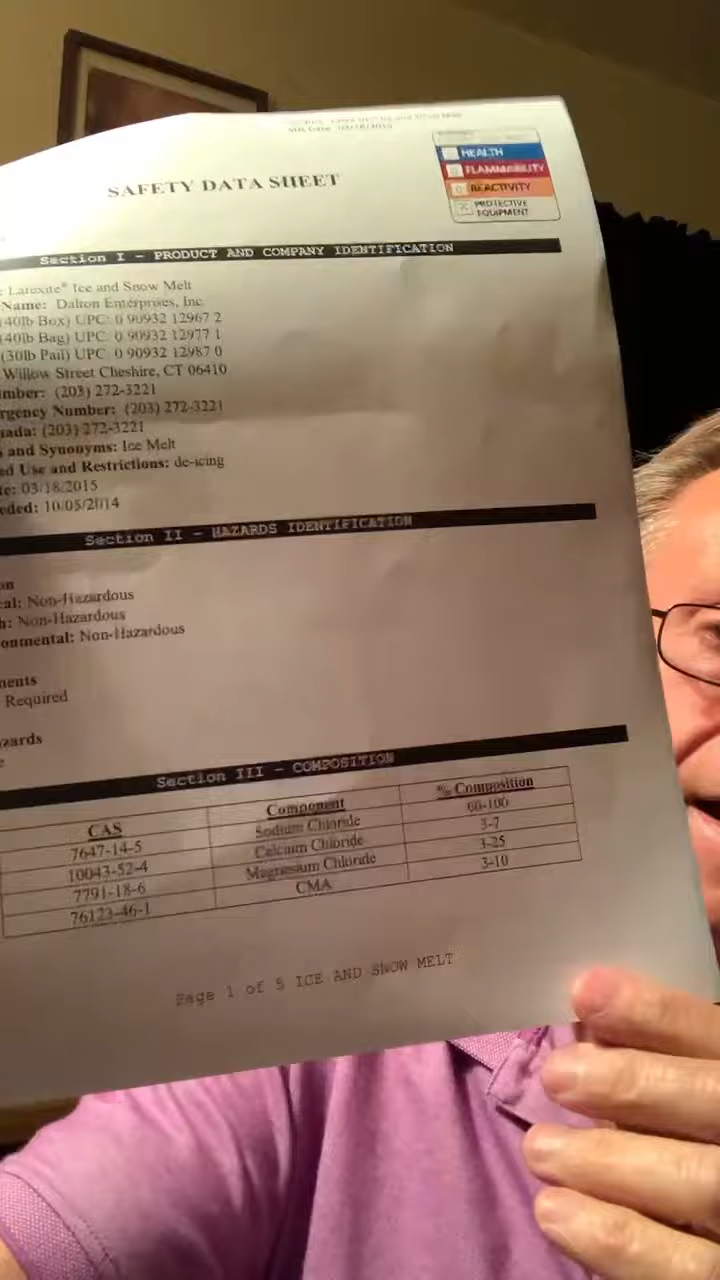 SAFETY DATA SHEET
HEALTH
FLAMMABILITY
0 REACTIVITY
X PROTECTIVE
EQUIPMENT
Section I - PRODUCT AND COMPANY IDENTIFICATION
Latexite® Ice and Snow Melt
Name: Dalton Enterprises, Inc.
(40lb Box) UPC: 0 90932 12967 2
(40lb Bag) UPC: 0 90932 12977 1
(30lb Pail) UPC: 0 90932 12987 0
Willow Street Cheshire, CT 06410
mber: (203) 272-3221
rgency Number: (203) 272-3221
nada: (203) 272-3221
and Synonyms: Ice Melt
ed Use and Restrictions: de-icing
te: 03/18/2015
eded: 10/05/2014
Section II - HAZARDS IDENTIFICATION
on
cal: Non-Hazardous
h: Non-Hazardous
onmental: Non-Hazardous
ments
Required
zards
Section III - COMPOSITION
CAS Component % Composition
7647-14-5 Sodium Chloride 60-100
10043-52-4 Calcium Chloride 3-7
7791-18-6 Magnesium Chloride 3-25
76123-46-1 CMA 3-10
Page 1 of 5 ICE AND SNOW MELT